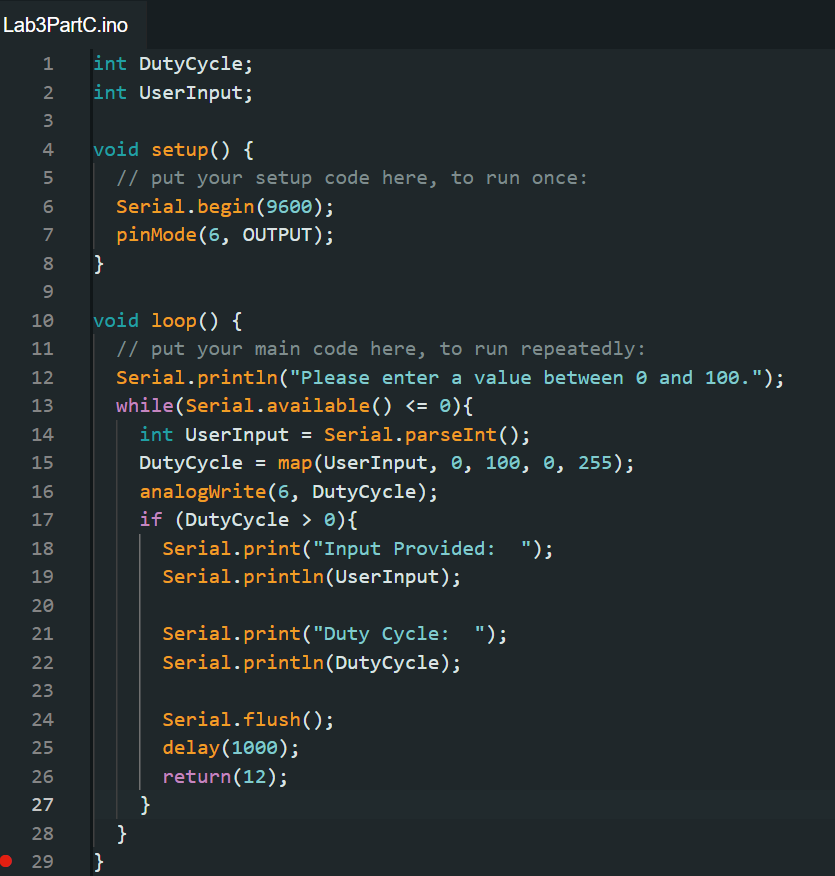 Lab3PartC.ino
1 int DutyCycle;
2 int UserInput;
3
4 void setup() {
5   // put your setup code here, to run once:
6   Serial.begin(9600);
7   pinMode(6, OUTPUT);
8 }
9
10 void loop() {
11   // put your main code here, to run repeatedly:
12   Serial.println("Please enter a value between 0 and 100.");
13   while(Serial.available() <= 0){
14     int UserInput = Serial.parseInt();
15     DutyCycle = map(UserInput, 0, 100, 0, 255);
16     analogWrite(6, DutyCycle);
17     if (DutyCycle > 0){
18       Serial.print("Input Provided:  ");
19       Serial.println(UserInput);
20
21       Serial.print("Duty Cycle:  ");
22       Serial.println(DutyCycle);
23
24       Serial.flush();
25       delay(1000);
26       return(12);
27     }
28   }
29 }